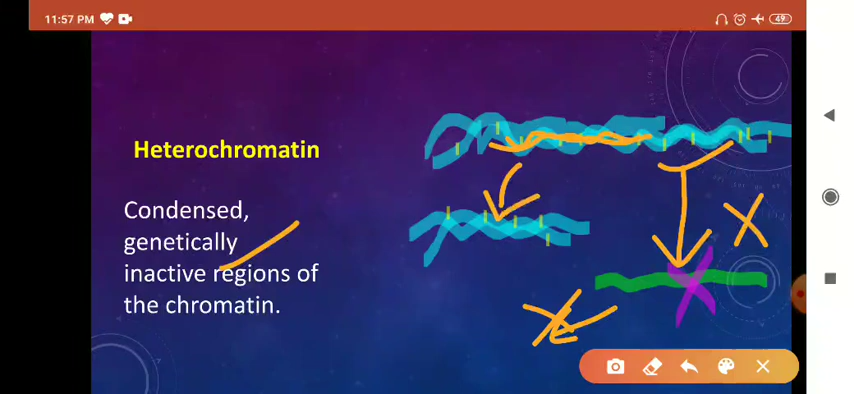 11:57 PM
49
Heterochromatin
Condensed,
genetically
inactive regions of
the chromatin.